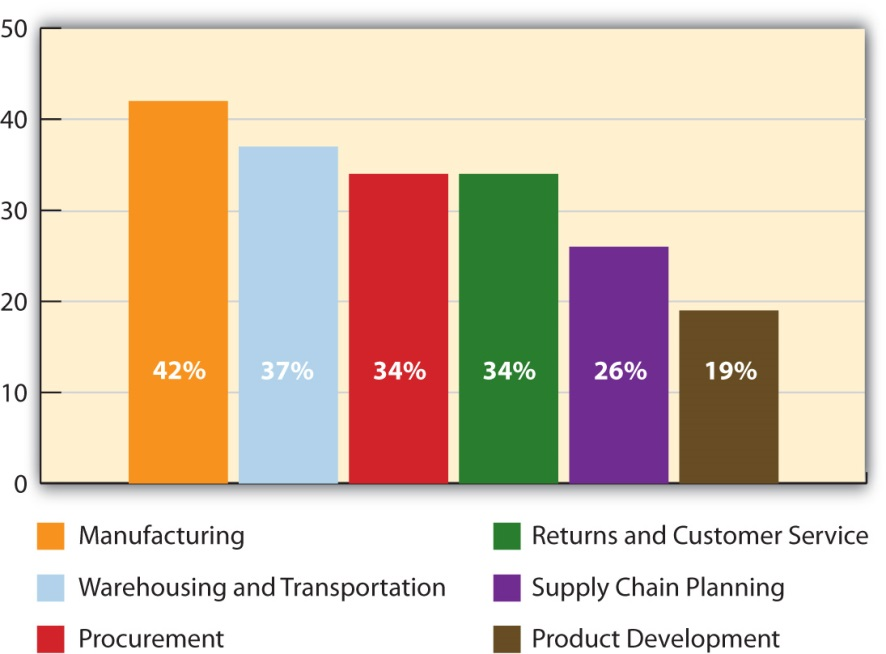 50
40
30
20
10
0
42% 37% 34% 34% 26% 19%
Manufacturing
Warehousing and Transportation
Procurement
Returns and Customer Service
Supply Chain Planning
Product Development